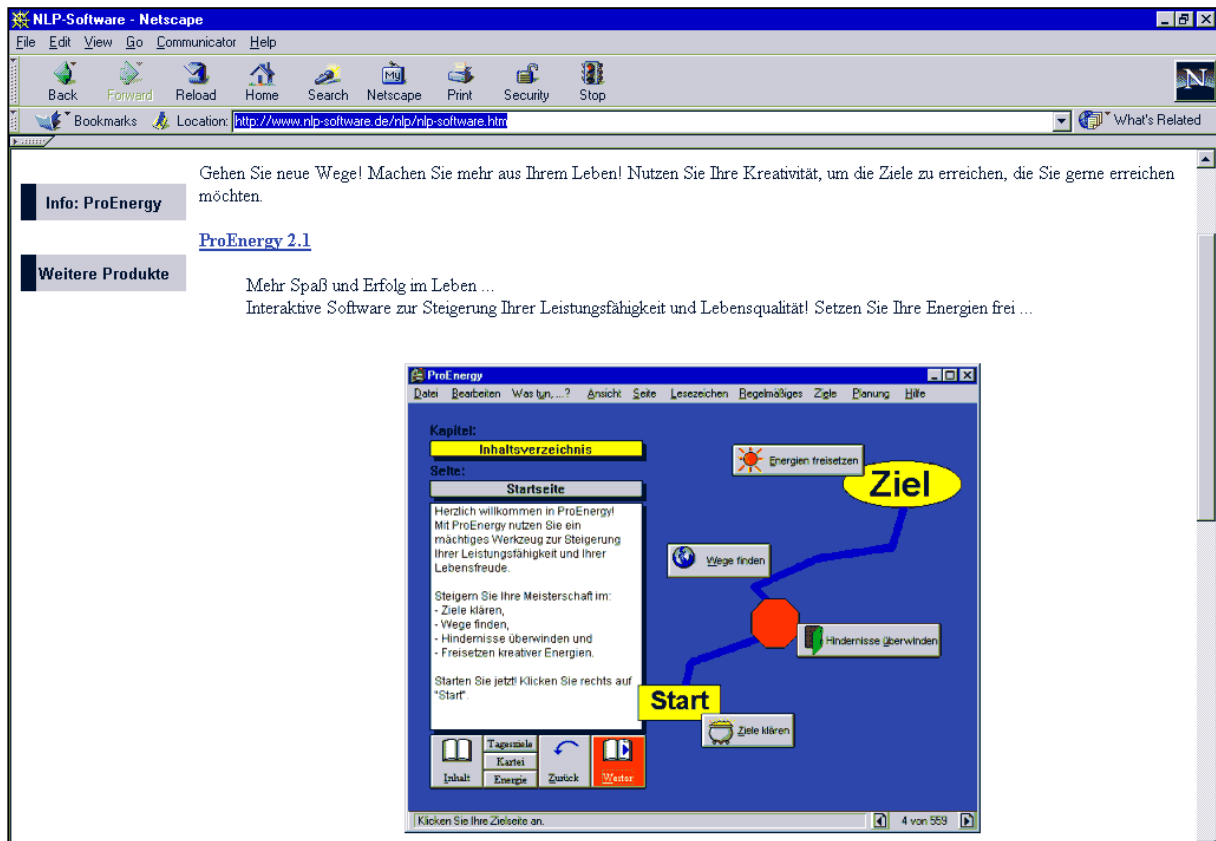 NLP-Software - Netscape
File Edit View Go Communicator Help
Back Forward Reload Home Search Netscape Print Security Stop
My
N
Bookmarks Location: http://www.nlp-software.de/nlp/nlp-software.htm What's Related
Gehen Sie neue Wege! Machen Sie mehr aus Ihrem Leben! Nutzen Sie Ihre Kreativität, um die Ziele zu erreichen, die Sie gerne erreichen
möchten.
Info: ProEnergy
Weitere Produkte
ProEnergy 2.1
Mehr Spaß und Erfolg im Leben ...
Interaktive Software zur Steigerung Ihrer Leistungsfähigkeit und Lebensqualität! Setzen Sie Ihre Energien frei ...
ProEnergy
Datei Bearbeiten Was tun,...? Ansicht Seite Lesezeichen Regelmäßiges Ziele Planung Hilfe
Kapitel:
Inhaltsverzeichnis
Seite:
Startseite
Herzlich willkommen in ProEnergy!
Mit ProEnergy nutzen Sie ein
mächtiges Werkzeug zur Steigerung
Ihrer Leistungsfähigkeit und Ihrer
Lebensfreude.
Steigern Sie Ihre Meisterschaft im:
- Ziele klären,
- Wege finden,
- Hindernisse überwinden und
- Freisetzen kreativer Energien.
Starten Sie jetzt! Klicken Sie rechts auf
"Start".
Inhalt
Tagesziele
Kartei
Energie
Zurück
Weiter
Energien freisetzen
Ziel
Wege finden
Hindernisse überwinden
Start
Ziele klären
Klicken Sie Ihre Zielseite an.
4 von 559